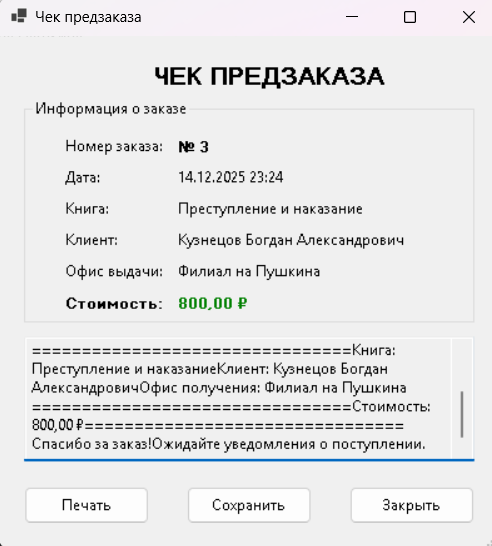 Чек предзаказа
ЧЕК ПРЕДЗАКАЗА
Информация о заказе
Номер заказа: № 3
Дата: 14.12.2025 23:24
Книга: Преступление и наказание
Клиент: Кузнецов Богдан Александрович
Офис выдачи: Филиал на Пушкина
Стоимость: 800,00 ₽
================================Книга:
Преступление и наказаниеКлиент: Кузнецов Богдан
АлександровичОфис получения: Филиал на Пушкина
================================Стоимость:
800,00 ₽================================
Спасибо за заказ!Ожидайте уведомления о поступлении.
Печать Сохранить Закрыть